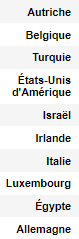 Autriche
Belgique
Turquie
États-Unis
d'Amérique
Israël
Irlande
Italie
Luxembourg
Égypte
Allemagne